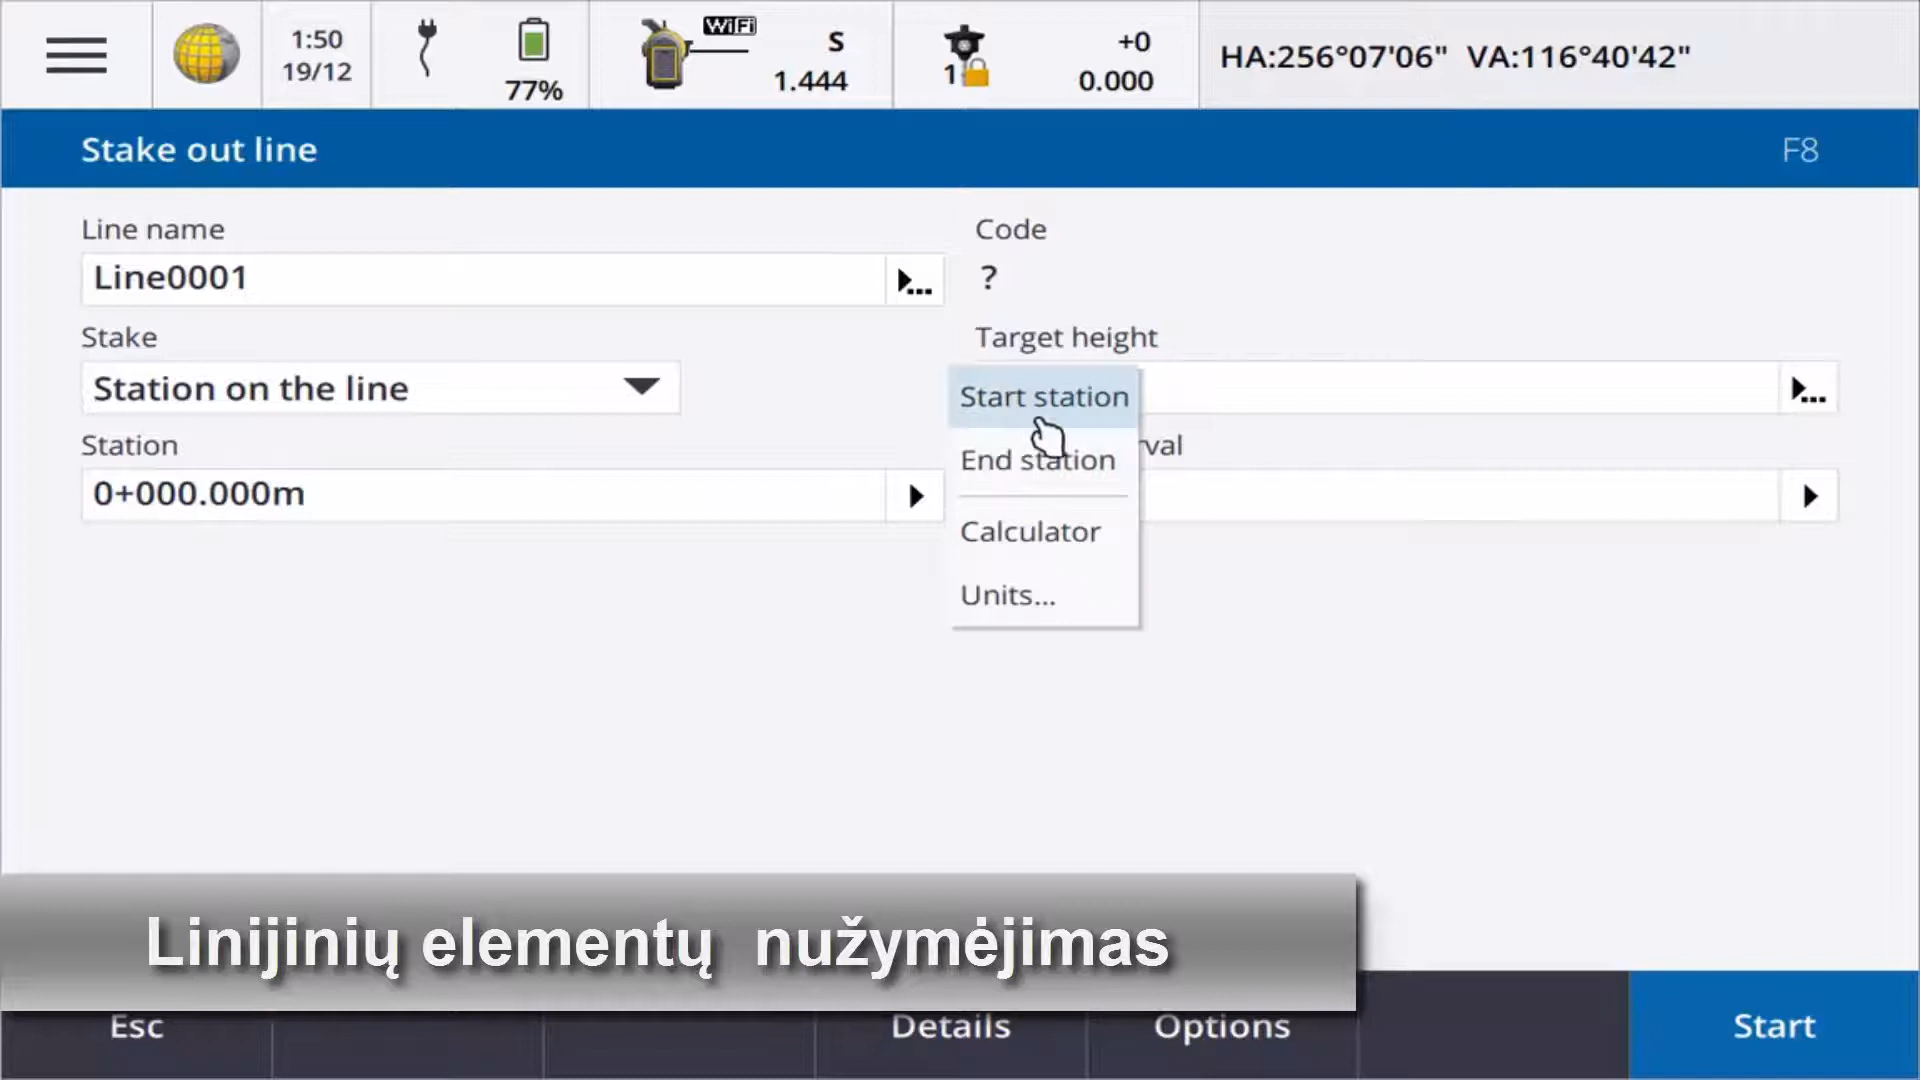 1:50
19/12
77%
WiFi
S
1.444
1
+0
0.000
HA:256°07'06" VA:116°40'42"
Stake out line
F8
Line name
Code
Line0001
?
Stake
Target height
Station on the line
Start station
Station
End station
val
0+000.000m
Calculator
Units...
Linijinių elementų nužymėjimas
Esc
Details
Options
Start